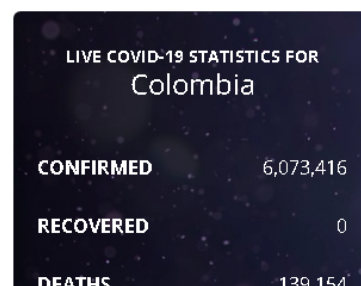 LIVE COVID-19 STATISTICS FOR
Colombia
CONFIRMED 6,073,416
RECOVERED 0
DEATHS 139,154